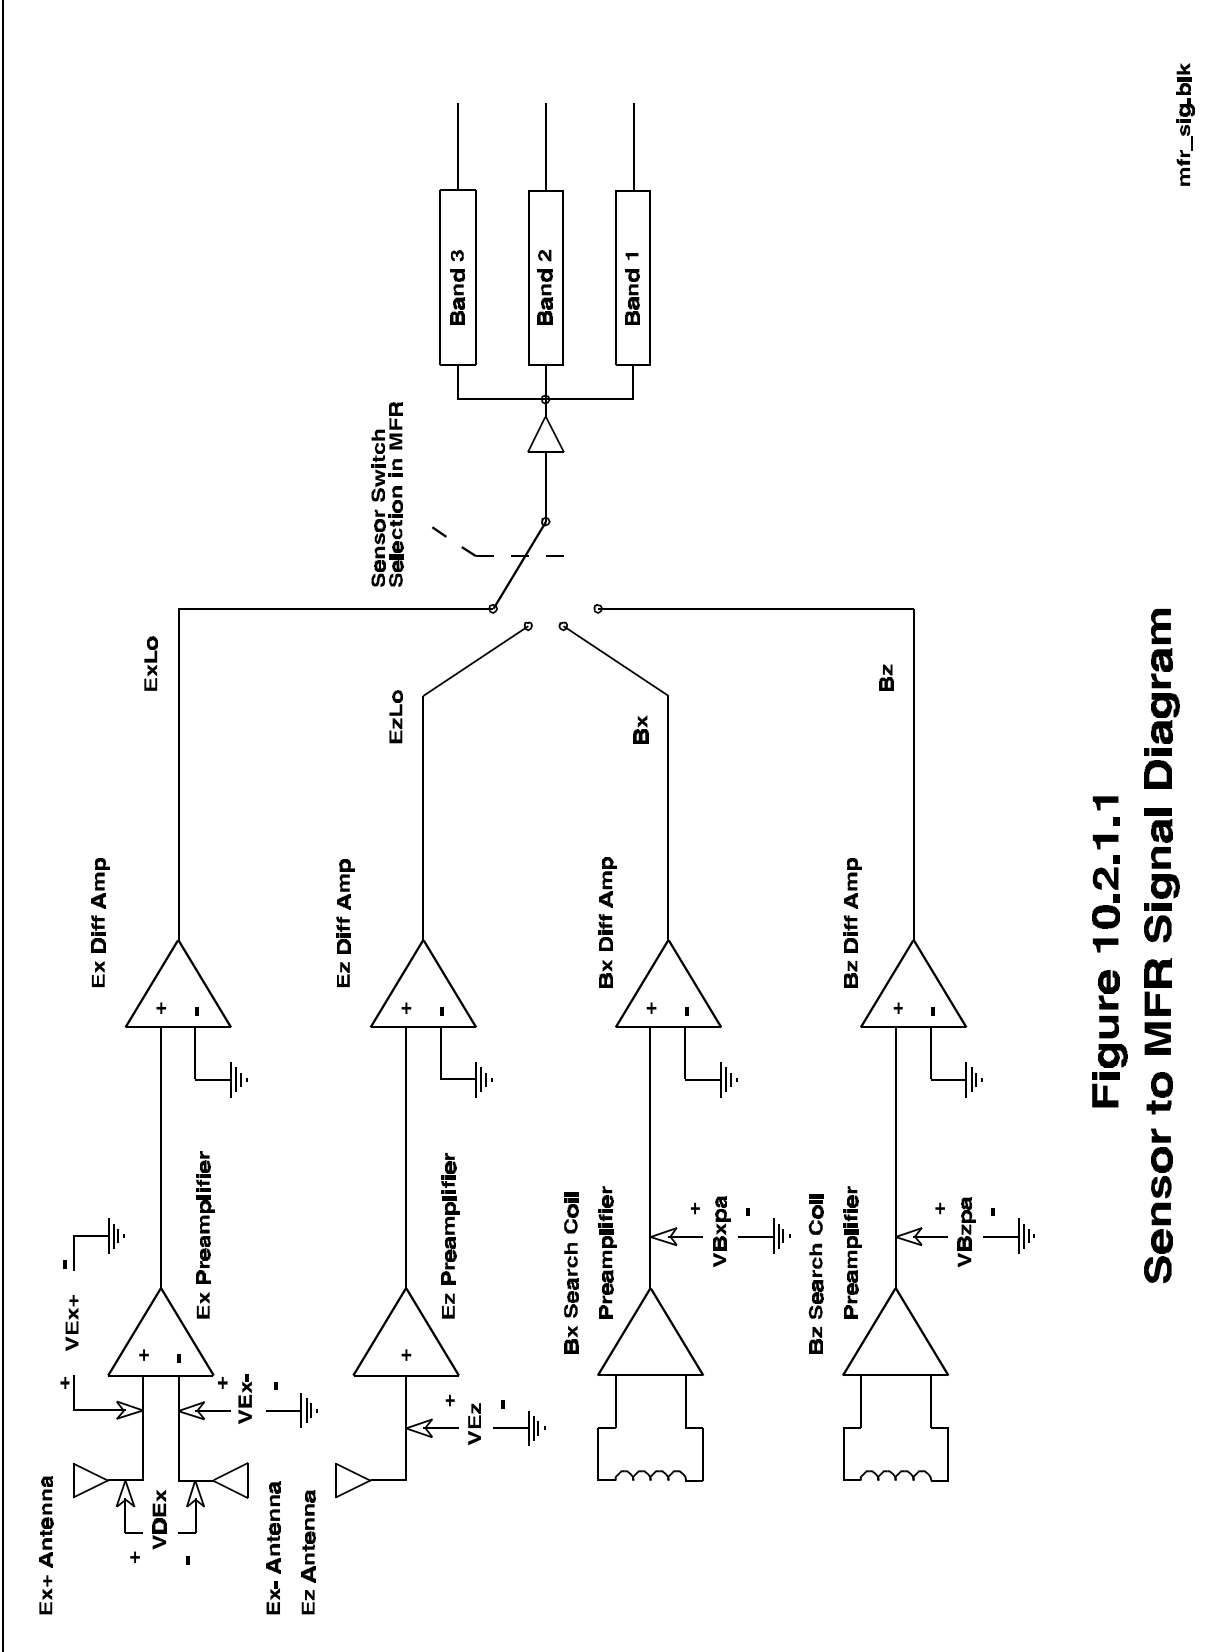 Ex+ Antenna
+
VDEx
-
Ex- Antenna
+
VEx+
-
+
VEx-
-
+
-
Ex Preamplifier
+
-
Ex Diff Amp
ExLo
Ez Antenna
+
VEz
-
+
Ez Preamplifier
+
-
Ez Diff Amp
EzLo
Bx Search Coil
Preamplifier
+
VBxpa
-
+
-
Bx Diff Amp
Bx
Bz Search Coil
Preamplifier
+
VBzpa
-
+
-
Bz Diff Amp
Bz
Sensor Switch
Selection in MFR
Band 3
Band 2
Band 1
Figure 10.2.1.1
Sensor to MFR Signal Diagram
mfr_sig.blk